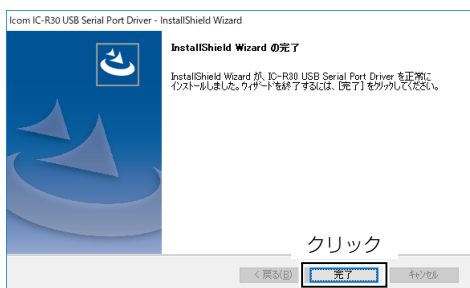 Icom IC-R30 USB Serial Port Driver - InstallShield Wizard
InstallShield Wizard の完了
InstallShield Wizard が、IC-R30 USB Serial Port Driver を正常に
インストールしました。ウィザードを終了するには、[完了] をクリックしてください。
クリック
< 戻る(B)
完了
キャンセル